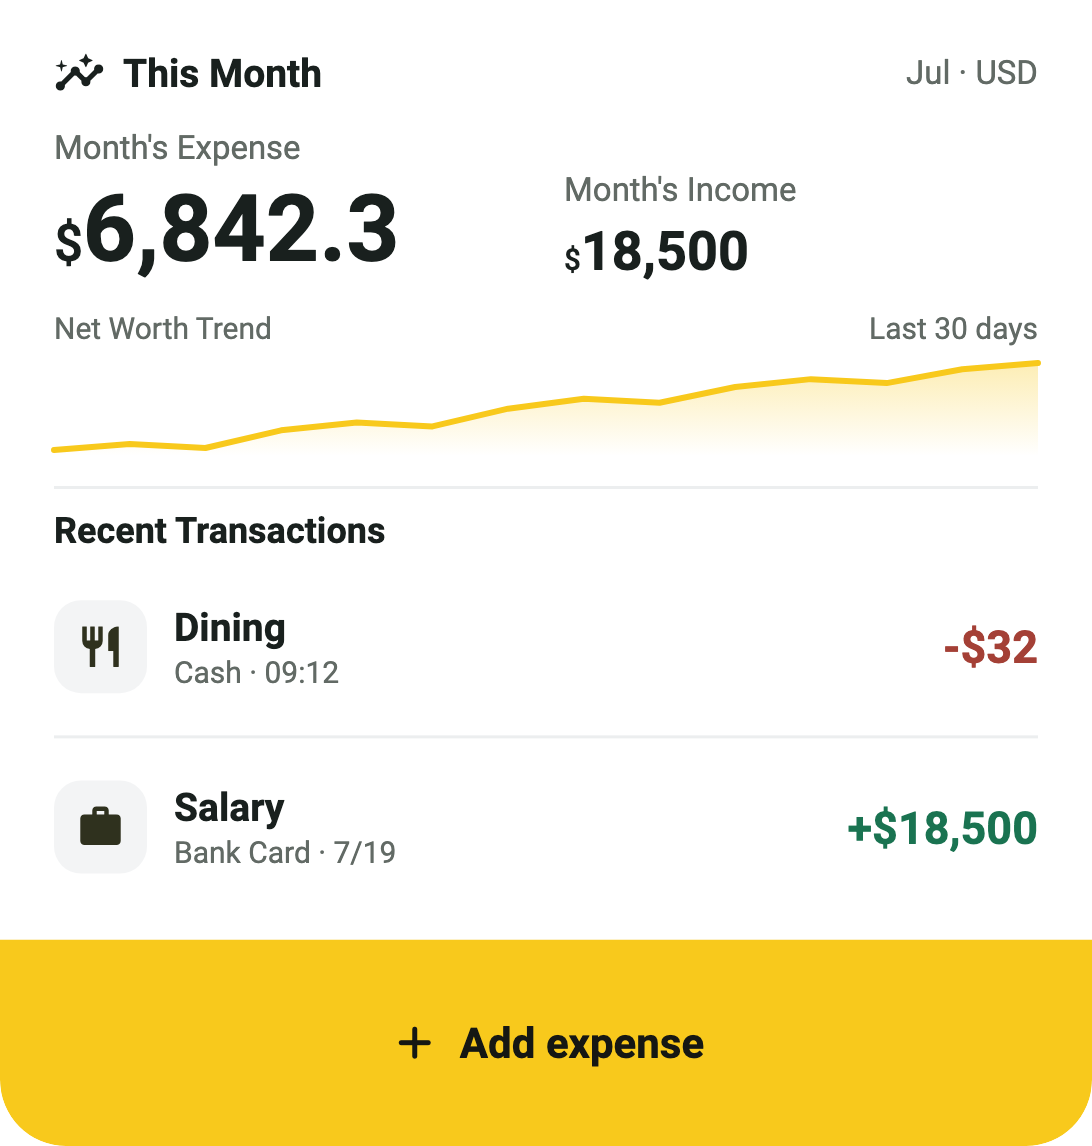 This Month
Jul · USD
Month's Expense
$6,842.3
Month's Income
$18,500
Net Worth Trend
Last 30 days
Recent Transactions
Dining
Cash · 09:12
-$32
Salary
Bank Card · 7/19
+$18,500
+ Add expense